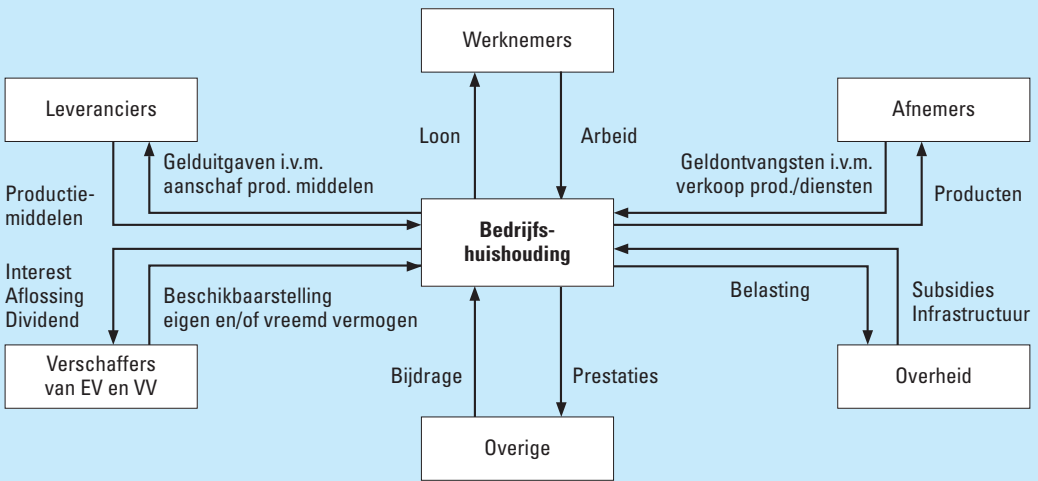 Werknemers
Leveranciers
Afnemers
Loon
Arbeid
Gelduitgaven i.v.m.
aanschaf prod. middelen
Geldontvangsten i.v.m.
verkoop prod./diensten
Productie-
middelen
Producten
Bedrijfs-
huishouding
Interest
Aflossing
Dividend
Beschikbaarstelling
eigen en/of vreemd vermogen
Belasting
Subsidies
Infrastructuur
Verschaffers
van EV en VV
Bijdrage
Prestaties
Overheid
Overige